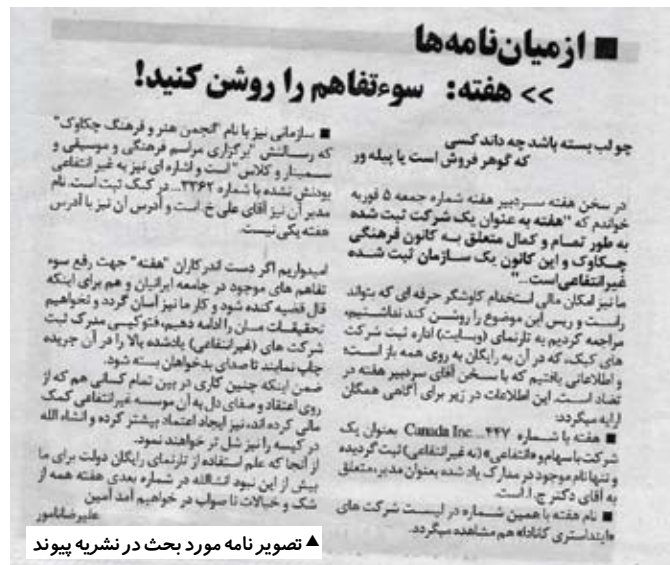 ■ از میان نامه‌ها
>> هفته: سوءتفاهم را روشن کنید!
چو لب بسته باشد چه داند کسی
که گوهر فروش است یا پیله ور
در سخن هفته سردبیر هفته شماره جمعه ۵ فوریه
خواندم که "هفته به عنوان یک شرکت ثبت شده
به طور تمام و کمال متعلق به کانون فرهنگی
چکاوک و این کانون یک سازمان ثبت شده
غیرانتفاعی است..."
ما نیز امکان مالی استخدام کاوشگر حرفه ای که بتواند
راست و ریس این موضوع را روشن کند نداشتیم،
مراجعه کردیم به تارنمای (وبسایت) اداره ثبت شرکت
های کبک، که در آن به رایگان به روی همه باز است؛
و اطلاعاتی یافتیم که با سخن آقای سردبیر هفته در
تضاد است. این اطلاعات در زیر برای آگاهی همگان
ارایه میگردد:
■ هفته با شماره ۴۴۷... Canada Inc بعنوان یک
شرکت با سهام و «انتفاعی» (نه غیرانتفاعی) ثبت گردیده
و تنها نام موجود در مدارک یاد شده بعنوان مدیر، متعلق
به آقای دکتر ج. ا. است.
■ نام هفته با همین شماره در لیست شرکت های
«اینداستری کانادا» هم مشاهده میگردد.
■ سازمانی نیز با نام "انجمن هنر و فرهنگ چکاوک"
که رسالتش "برگزاری مراسم فرهنگی و موسیقی و
سمینار و کلاس" است و اشاره ای نیز به غیر انتفاعی
بودنش نشده با شماره ۳۳۶۲... در کبک ثبت است. نام
مدیر آن نیز آقای علی خ. است و آدرس آن نیز با آدرس
هفته یکی نیست.
امیدواریم اگر دست اندرکاران "هفته" جهت رفع سوء
تفاهم های موجود در جامعه ایرانیان و هم برای اینکه
قال قضیه کنده شود و کار ما نیز آسان گردد و نخواهیم
تحقیقات مان را ادامه دهیم، فتوکپی مدرک ثبت
شرکت های (غیرانتفاعی) یادشده بالا را در آن جریده
چاپ نمایند تا صدای بدخواهان بسته شود.
ضمن اینکه چنین کاری در بین تمام کسانی هم که از
روی اعتقاد و صفای دل به آن موسسه غیرانتفاعی کمک
مالی کرده اند، نیز ایجاد اعتماد بیشتر کرده و انشاء الله
در کیسه را نیز شل تر خواهند نمود.
از آنجا که علم استفاده از تارنمای رایگان دولت برای ما
بیش از این نبود انشاالله در شماره بعدی هفته همه از
شک و خیالات نا صواب در خواهیم آمد آمین
علیرضا نامور
▲ تصویر نامه مورد بحث در نشریه پیوند